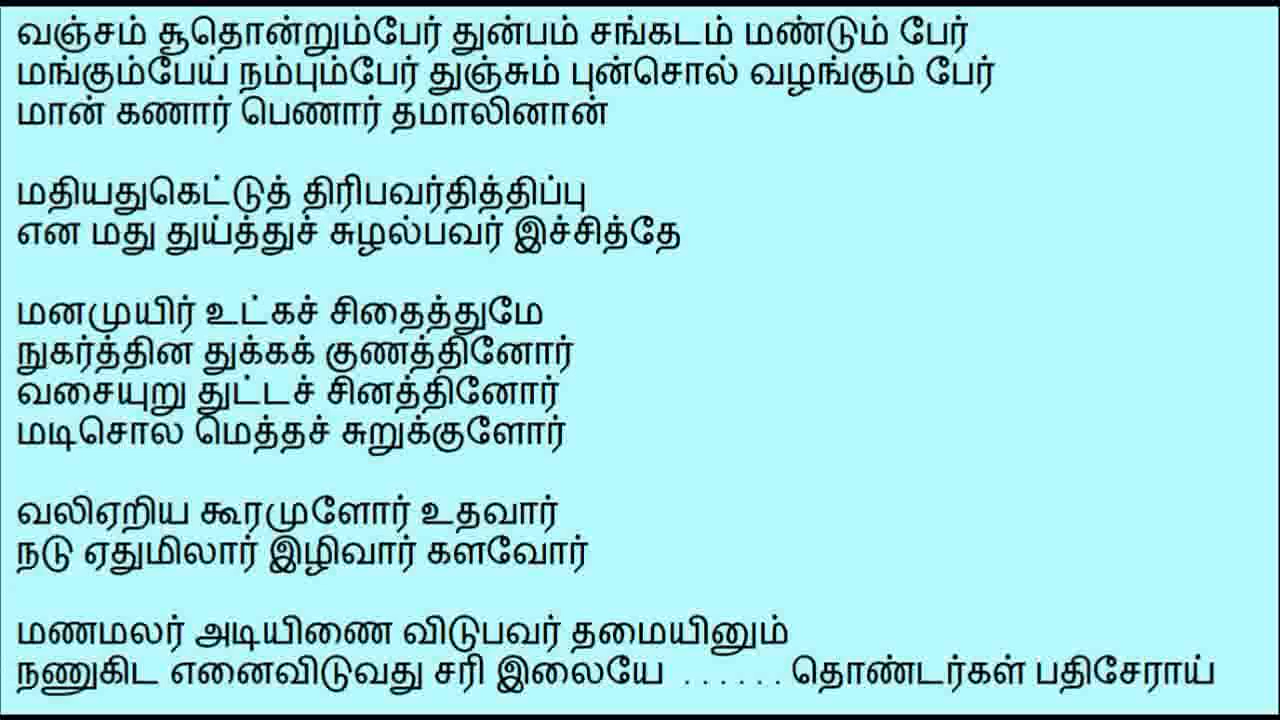 வஞ்சம் சூதொன்றும்பேர் துன்பம் சங்கடம் மண்டும் பேர்
மங்கும்பேய் நம்பும்பேர் துஞ்சும் புன்சொல் வழங்கும் பேர்
மான் கணார் பெணார் தமாலினான்
மதியதுகெட்டுத் திரிபவர்தித்திப்பு
என மது துய்த்துச் சுழல்பவர் இச்சித்தே
மனமுயிர் உட்கச் சிதைத்துமே
நுகர்த்தின துக்கக் குணத்தினோர்
வசையுறு துட்டச் சினத்தினோர்
மடிசொல மெத்தச் சுறுக்குளோர்
வலிஏறிய கூரமுளோர் உதவார்
நடு ஏதுமிலார் இழிவார் களவோர்
மணமலர் அடியிணை விடுபவர் தமையினும்
நணுகிட எனைவிடுவது சரி இலையே ...... தொண்டர்கள் பதிசேராய்